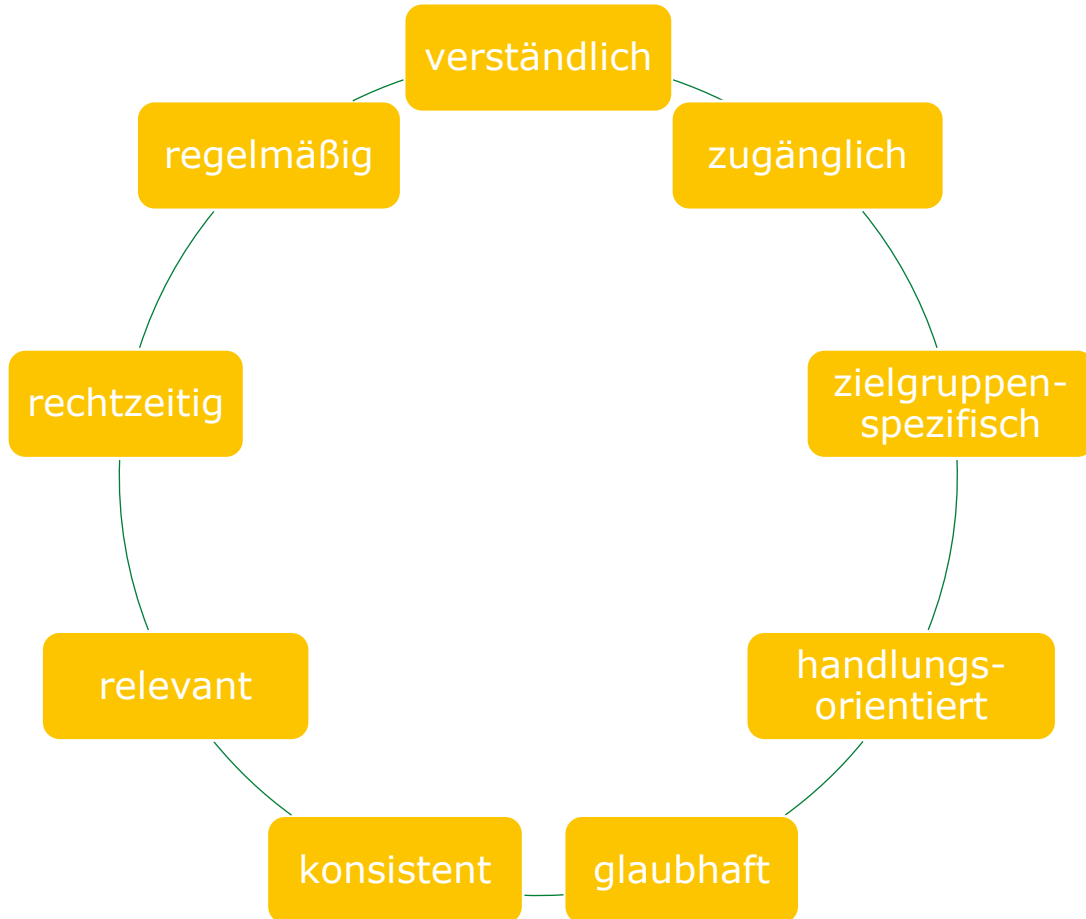 verständlich
zugänglich
zielgruppen-
spezifisch
handlungs-
orientiert
glaubhaft
konsistent
relevant
rechtzeitig
regelmäßig